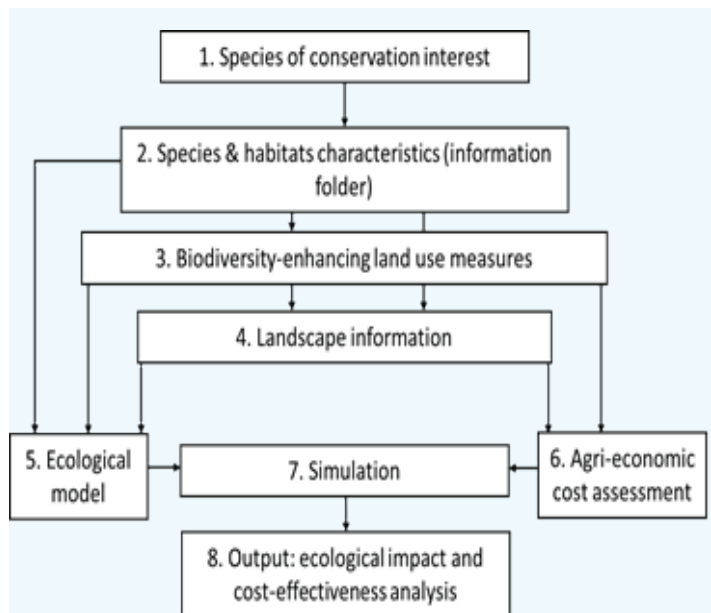 1. Species of conservation interest
2. Species & habitats characteristics (information
folder)
3. Biodiversity-enhancing land use measures
4. Landscape information
5. Ecological
model
7. Simulation
6. Agri-economic
cost assessment
8. Output: ecological impact and
cost-effectiveness analysis